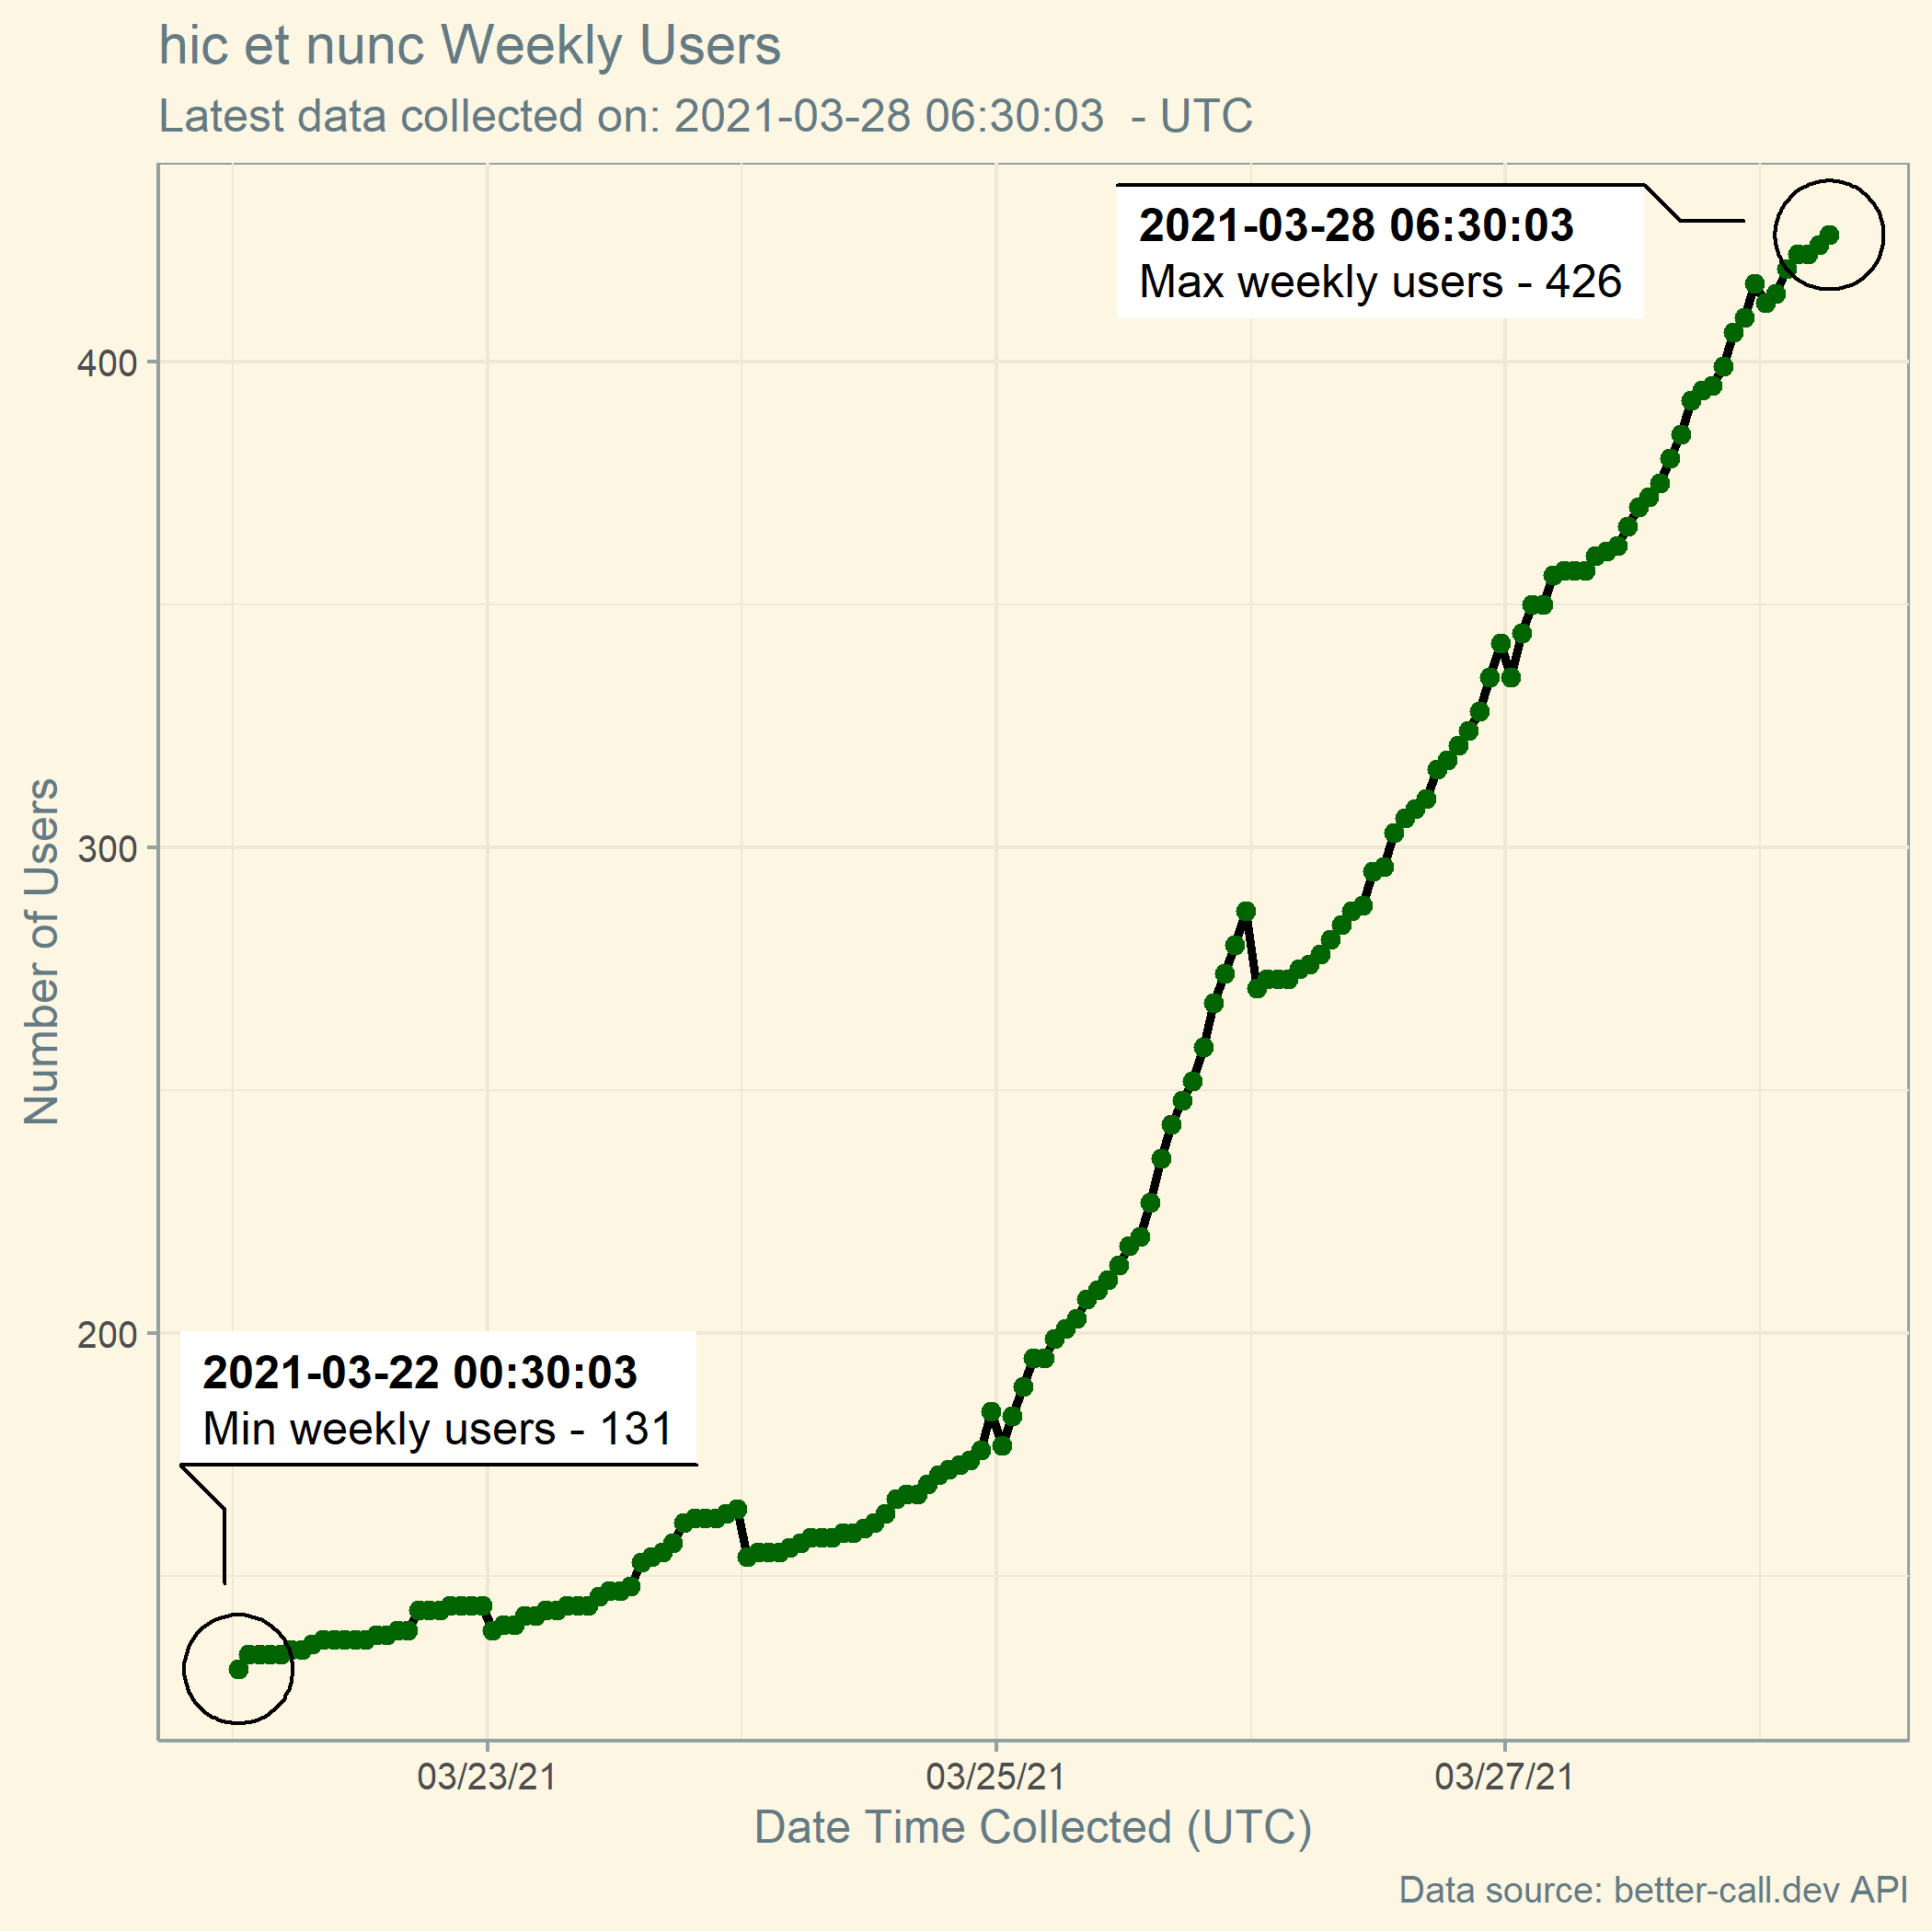 hic et nunc Weekly Users
Latest data collected on: 2021-03-28 06:30:03  - UTC
2021-03-28 06:30:03
Max weekly users - 426
400
300
200
Number of Users
2021-03-22 00:30:03
Min weekly users - 131
03/23/21
03/25/21
03/27/21
Date Time Collected (UTC)
Data source: better-call.dev API